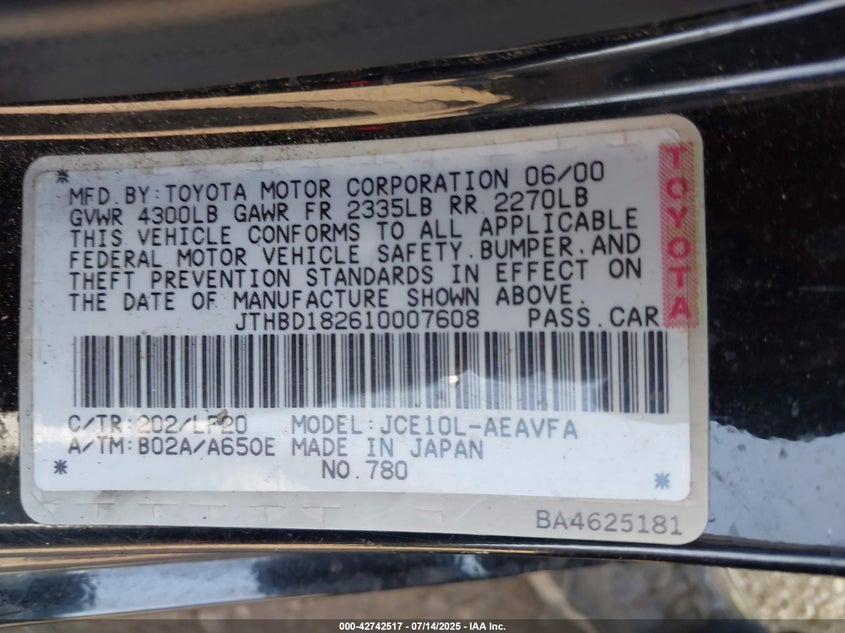 * MFD.BY:TOYOTA MOTOR CORPORATION 06/00
GVWR 4300LB GAWR FR 2335LB RR 2270LB
THIS VEHICLE CONFORMS TO ALL APPLICABLE
FEDERAL MOTOR VEHICLE SAFETY.BUMPER.AND
THEFT PREVENTION STANDARDS IN EFFECT ON
THE DATE OF MANUFACTURE SHOWN ABOVE.
JTHBD182610007608 PASS.CAR
TOYOTA
C/TR:202/LF20 MODEL:JCE10L-AEAVFA
A/TM:B02A/A650E MADE IN JAPAN
* NO.780 *
BA4625181
000-42742517 - 07/14/2025 - IAA Inc.